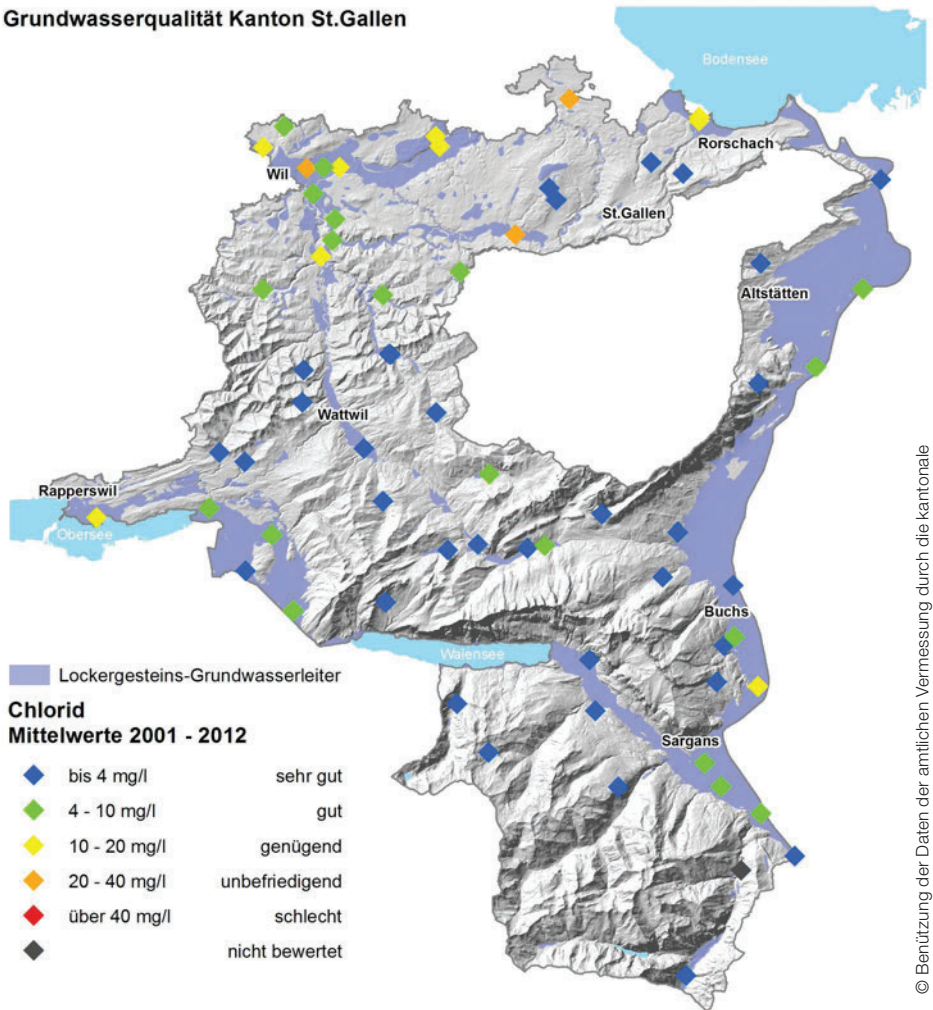 Grundwasserqualität Kanton St.Gallen
Bodensee
Rorschach
Wil
St.Gallen
Altstätten
Wattwil
Rapperswil
Obersee
Buchs
Walensee
Lockergesteins-Grundwasserleiter
Sargans
Chlorid
Mittelwerte 2001 - 2012
bis 4 mg/l sehr gut
4 - 10 mg/l gut
10 - 20 mg/l genügend
20 - 40 mg/l unbefriedigend
über 40 mg/l schlecht
nicht bewertet
© Benützung der Daten der amtlichen Vermessung durch die kantonale